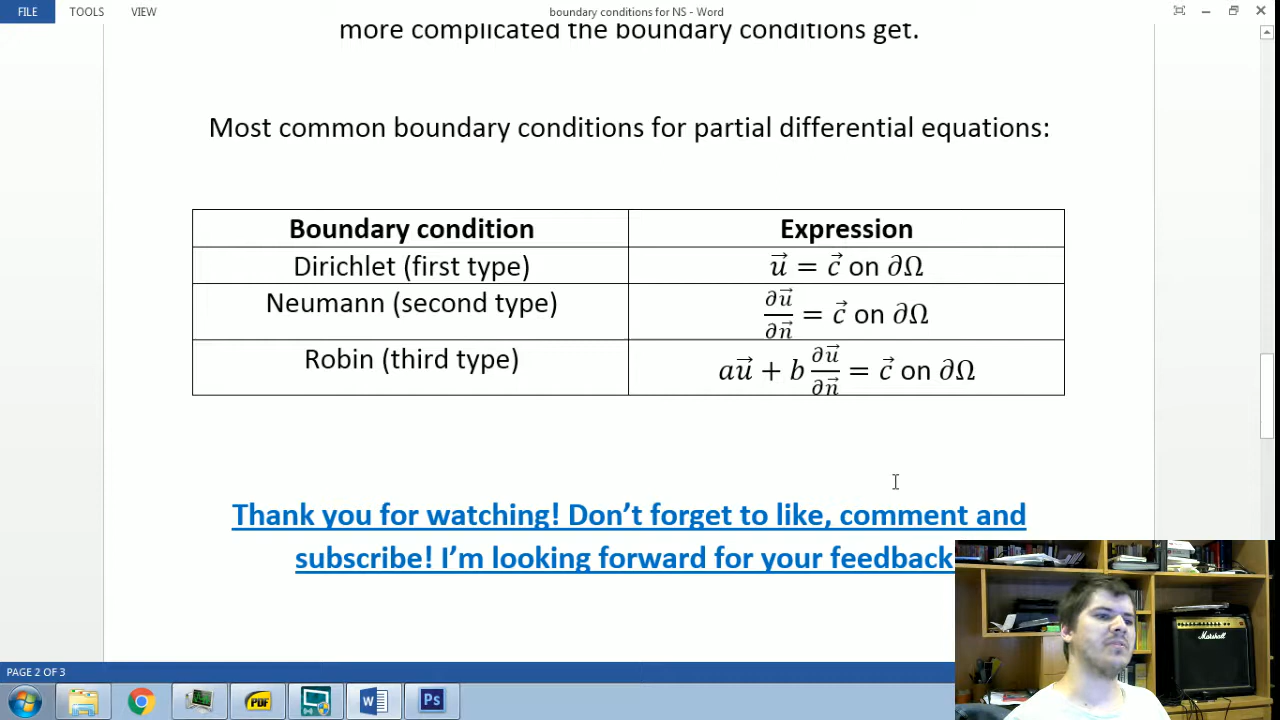 FILE TOOLS VIEW boundary conditions for NS - Word
more complicated the boundary conditions get.
Most common boundary conditions for partial differential equations:
Boundary condition Expression
Dirichlet (first type) u⃗ = c⃗ on ∂Ω
Neumann (second type) ∂u⃗/∂n⃗ = c⃗ on ∂Ω
Robin (third type) au⃗ + b ∂u⃗/∂n⃗ = c⃗ on ∂Ω
Thank you for watching! Don’t forget to like, comment and
subscribe! I’m looking forward for your feedback
Marshall
PAGE 2 OF 3
PDF Ps